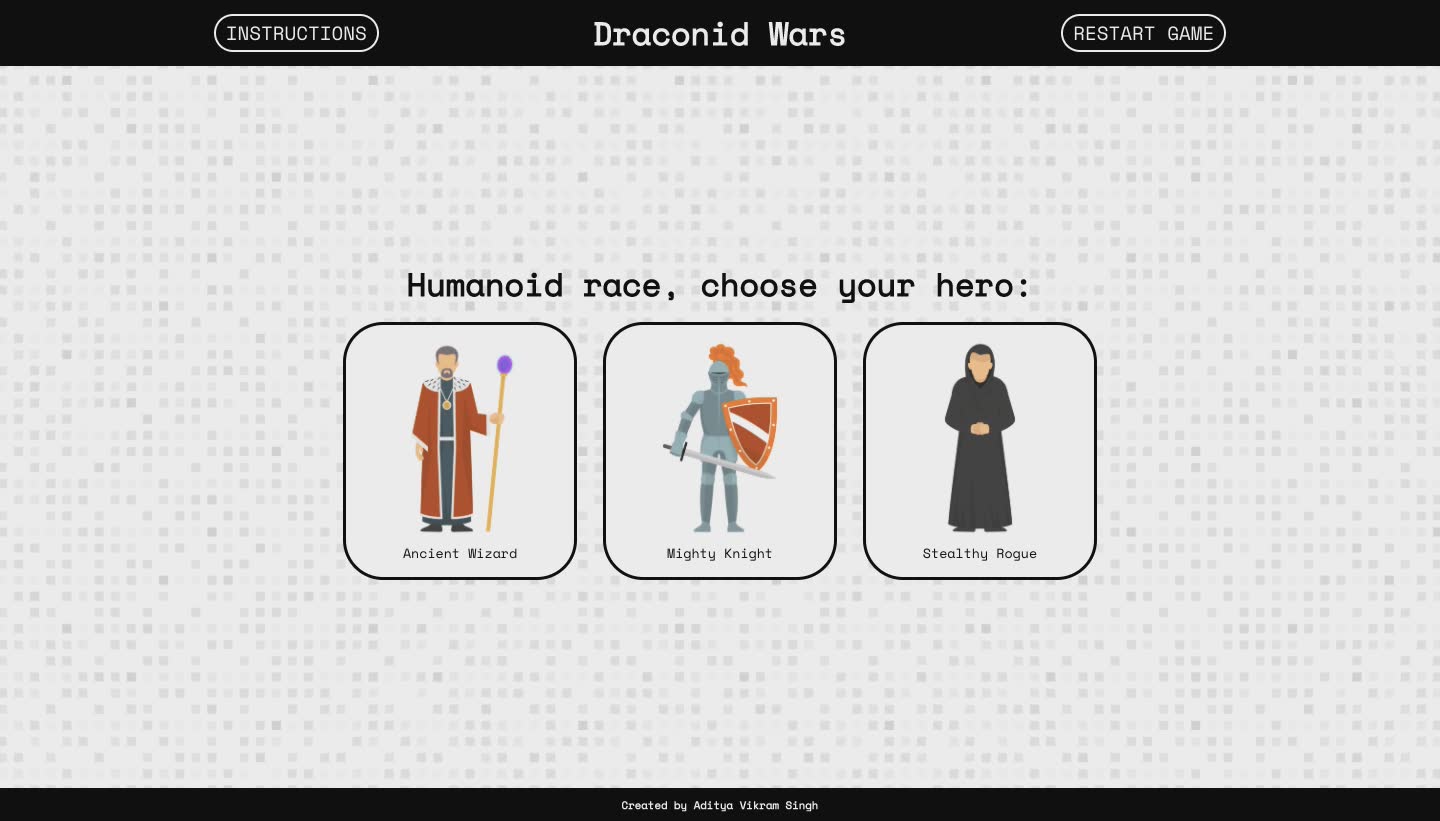 INSTRUCTIONS
Draconid Wars
RESTART GAME
Humanoid race, choose your hero:
Ancient Wizard
Mighty Knight
Stealthy Rogue
Created by Aditya Vikram Singh